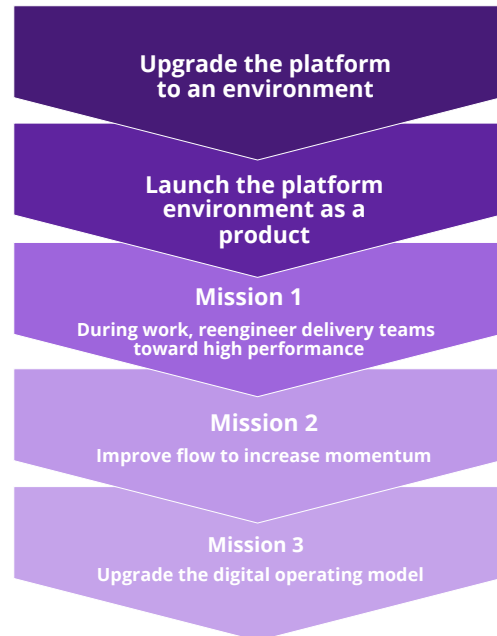 Upgrade the platform
to an environment
Launch the platform
environment as a
product
Mission 1
During work, reengineer delivery teams
toward high performance
Mission 2
Improve flow to increase momentum
Mission 3
Upgrade the digital operating model